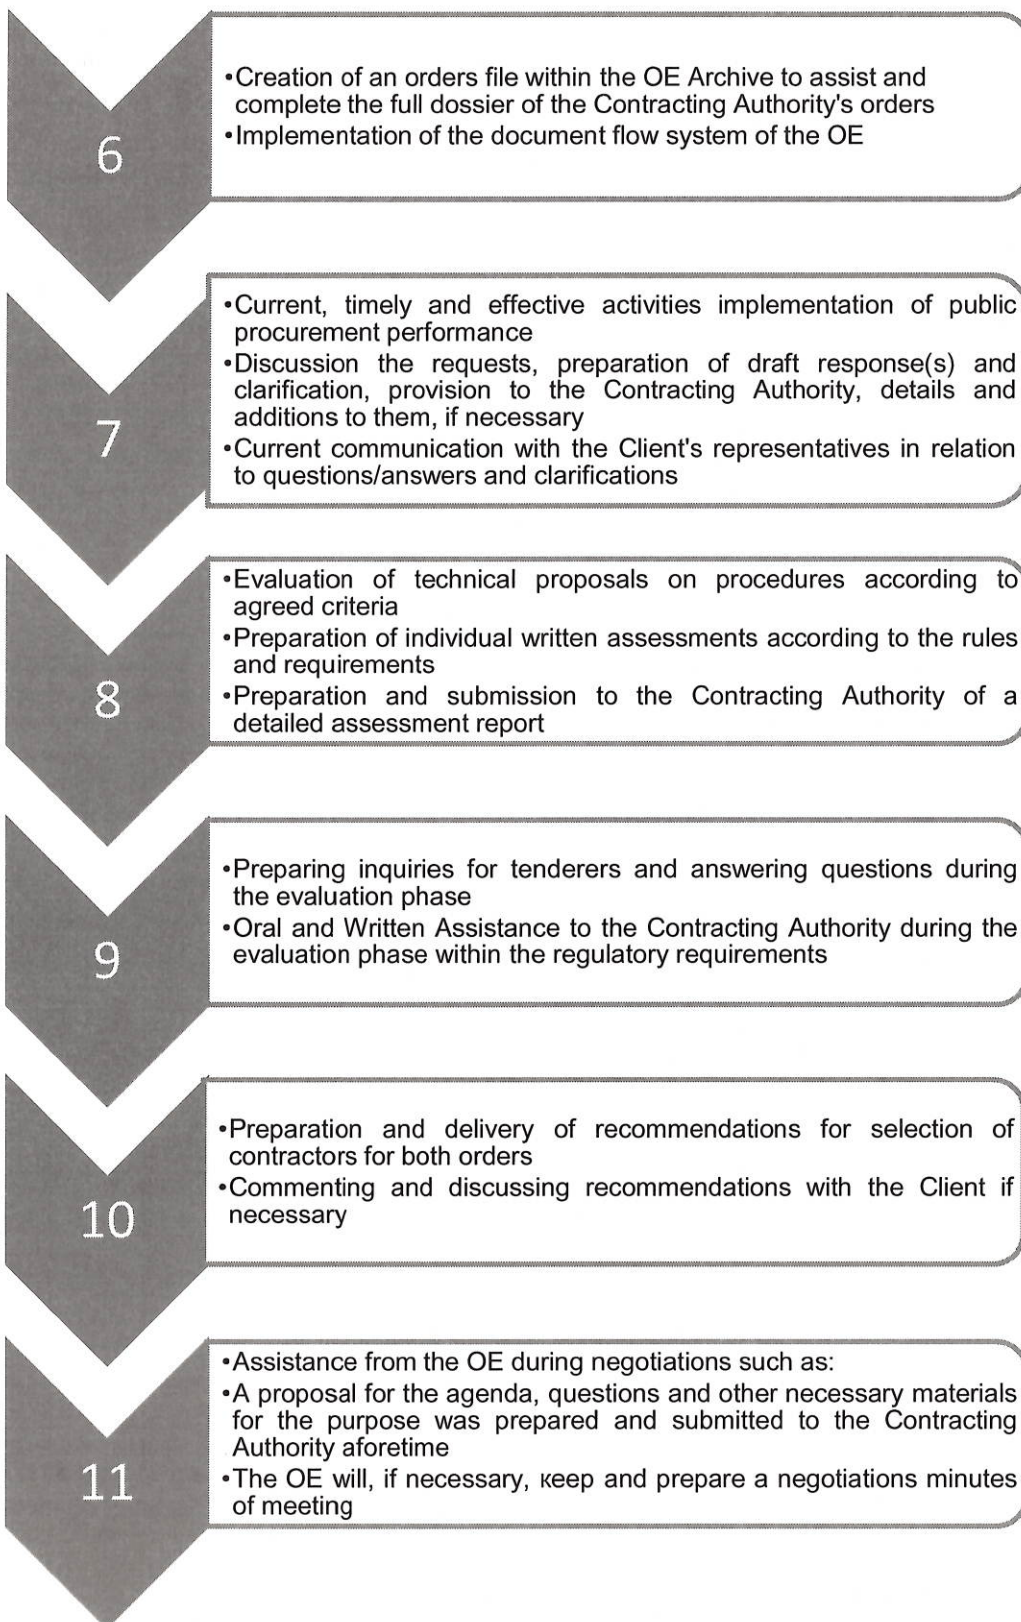 6
•Creation of an orders file within the OE Archive to assist and
complete the full dossier of the Contracting Authority's orders
•Implementation of the document flow system of the OE
7
•Current, timely and effective activities implementation of public
procurement performance
•Discussion the requests, preparation of draft response(s) and
clarification, provision to the Contracting Authority, details and
additions to them, if necessary
•Current communication with the Client's representatives in relation
to questions/answers and clarifications
8
•Evaluation of technical proposals on procedures according to
agreed criteria
•Preparation of individual written assessments according to the rules
and requirements
•Preparation and submission to the Contracting Authority of a
detailed assessment report
9
•Preparing inquiries for tenderers and answering questions during
the evaluation phase
•Oral and Written Assistance to the Contracting Authority during the
evaluation phase within the regulatory requirements
10
•Preparation and delivery of recommendations for selection of
contractors for both orders
•Commenting and discussing recommendations with the Client if
necessary
11
•Assistance from the OE during negotiations such as:
•A proposal for the agenda, questions and other necessary materials
for the purpose was prepared and submitted to the Contracting
Authority aforetime
•The OE will, if necessary, кeep and prepare a negotiations minutes
of meeting